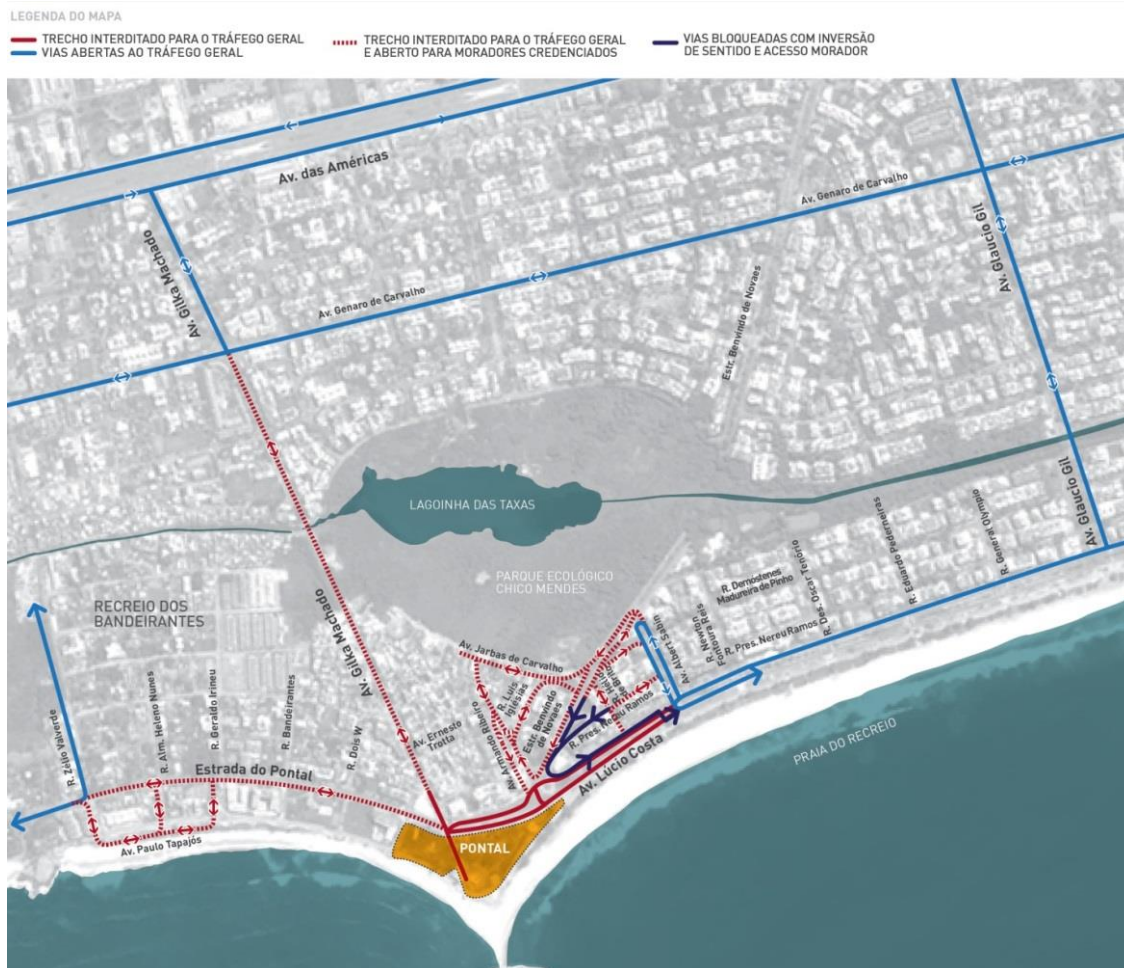 LEGENDA DO MAPA
TRECHO INTERDITADO PARA O TRÁFEGO GERAL
VIAS ABERTAS AO TRÁFEGO GERAL
TRECHO INTERDITADO PARA O TRÁFEGO GERAL
E ABERTO PARA MORADORES CREDENCIADOS
VIAS BLOQUEADAS COM INVERSÃO
DE SENTIDO E ACESSO MORADOR
Av. das Américas
Av. Genaro de Carvalho
Av. Gilka Machado
Av. Glaucio Gil
Av. Genaro de Carvalho
Estr. Benvindo de Novaes
LAGOINHA DAS TAXAS
Av. Glaucio Gil
R. General Olympio
R. Eduardo Pederneiras
PARQUE ECOLÓGICO
CHICO MENDES
R. Demostenes
Madureira de Pinho
R. Des. Oscar Tenório
RECREIO DOS
BANDEIRANTES
Av. Gilka Machado
R. Newton
Fontoura Reis
Av. Albert Sabin
R. Pres. Nereu Ramos
Av. Jarbas de Carvalho
R. Luis
Iglésias
R. Hélio
de Brito
Estr. Benvindo
de Novaes
R. Pres. Nereu Ramos
Av. Armando Ribeiro
Av. Ernesto
Trotta
R. Zélio Valverde
R. Alm. Heleno Nunes
R. Geraldo Irineu
R. Bandeirantes
R. Dois W
PRAIA DO RECREIO
Av. Lúcio Costa
Estrada do Pontal
Av. Paulo Tapajós
PONTAL